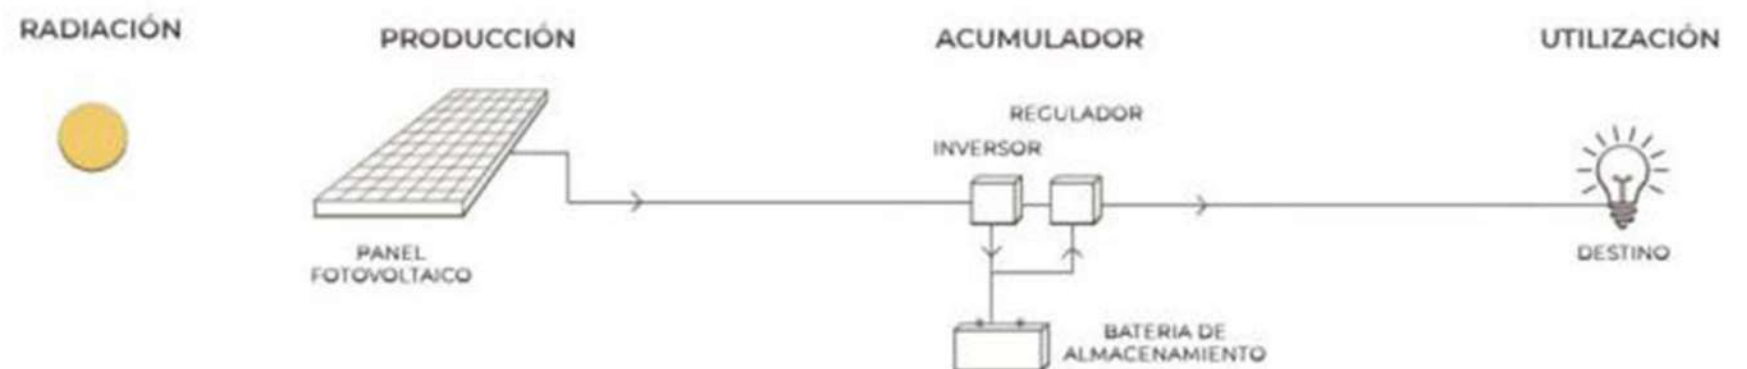 RADIACIÓN
PRODUCCIÓN
ACUMULADOR
UTILIZACIÓN
REGULADOR
INVERSOR
PANEL
FOTOVOLTAICO
DESTINO
BATERIA DE
ALMACENAMIENTO